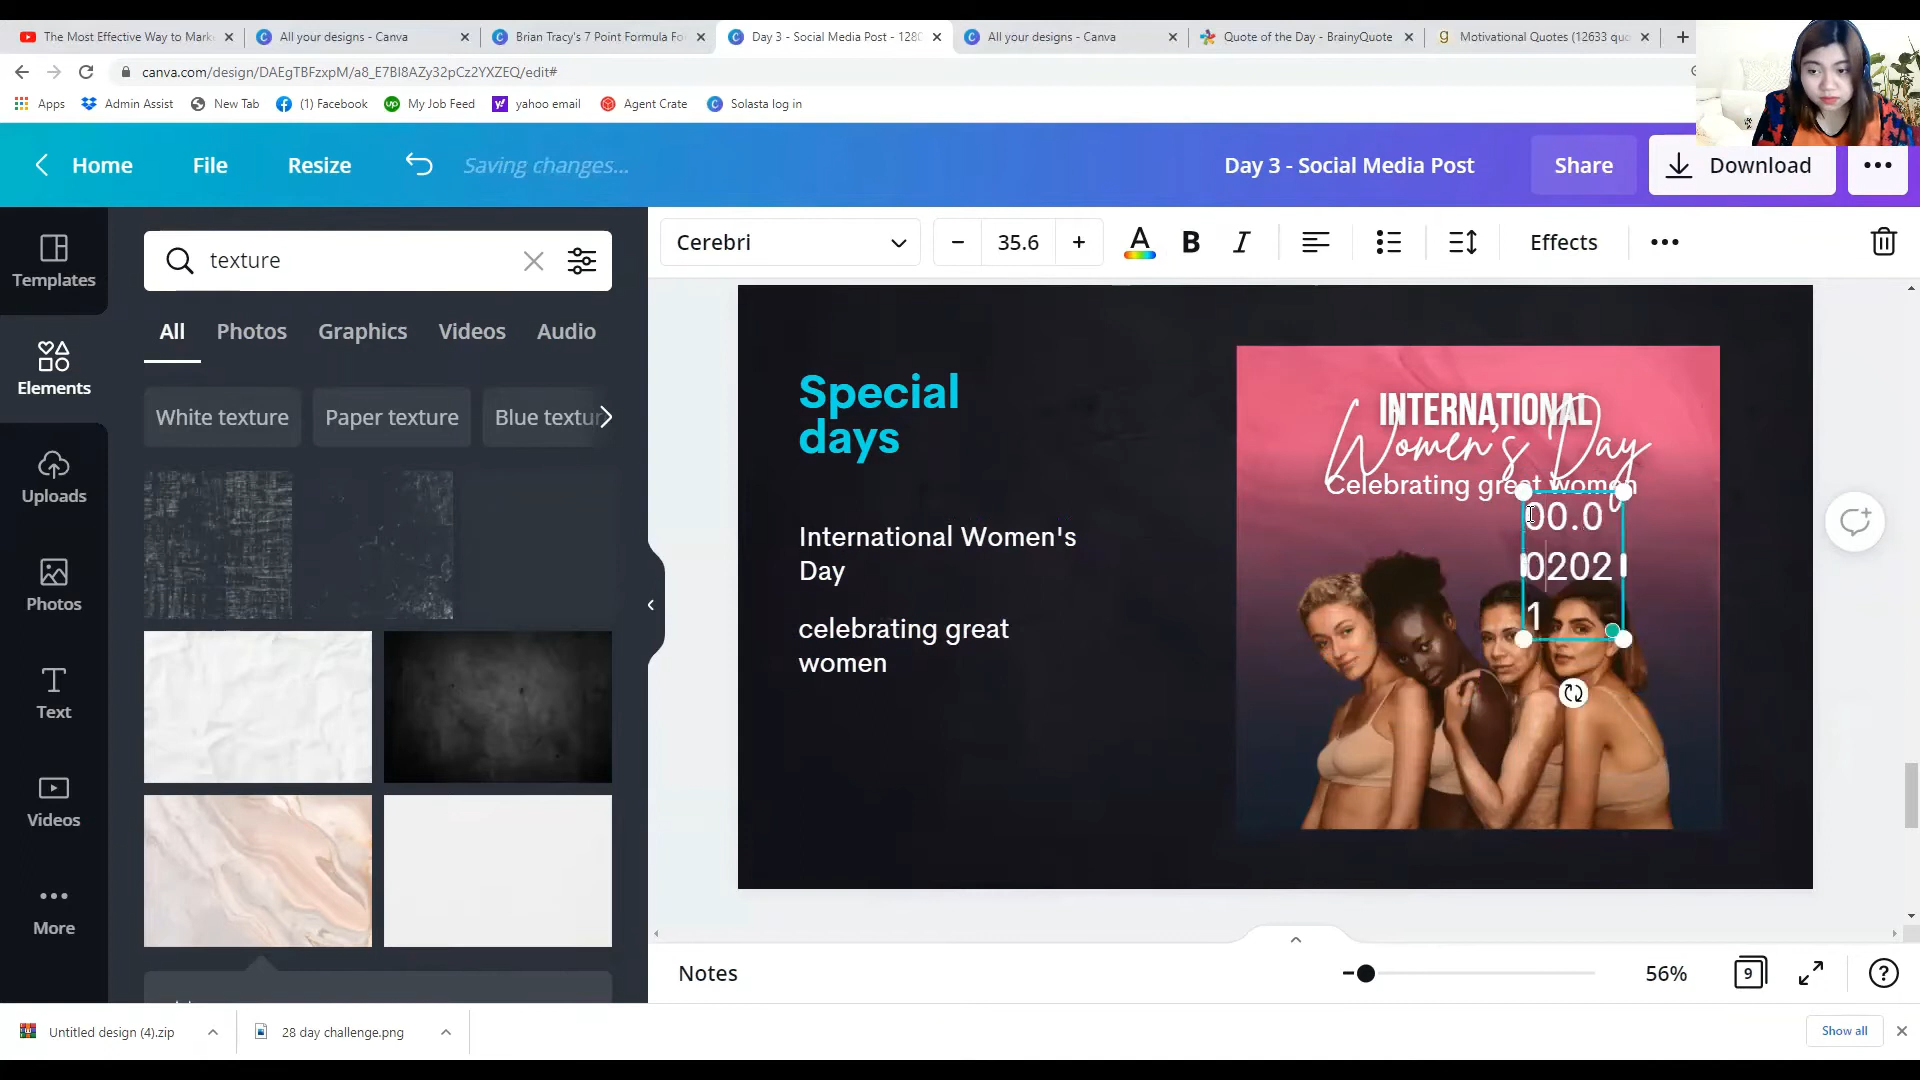 The Most Effective Way to Mark
All your designs - Canva
Brian Tracy's 7 Point Formula Fo
Day 3 - Social Media Post - 1280
All your designs - Canva
Quote of the Day - BrainyQuote
Motivational Quotes (12633 quo
canva.com/design/DAEgTBFzxpM/a8_E7BI8AZy32pCz2YXZEQ/edit#
Apps
Admin Assist
New Tab
(1) Facebook
My Job Feed
yahoo email
Agent Crate
Solasta log in
Home
File
Resize
Saving changes...
Day 3 - Social Media Post
Share
Download
Templates
Elements
Uploads
Photos
Text
Videos
More
texture
All
Photos
Graphics
Videos
Audio
White texture
Paper texture
Blue textur
Cerebri
35.6
A
B
I
Effects
Special
days
International Women's
Day
celebrating great
women
INTERNATIONAL
Women's Day
Celebrating great women
00.0
0202
1
Notes
56%
9
Untitled design (4).zip
28 day challenge.png
Show all